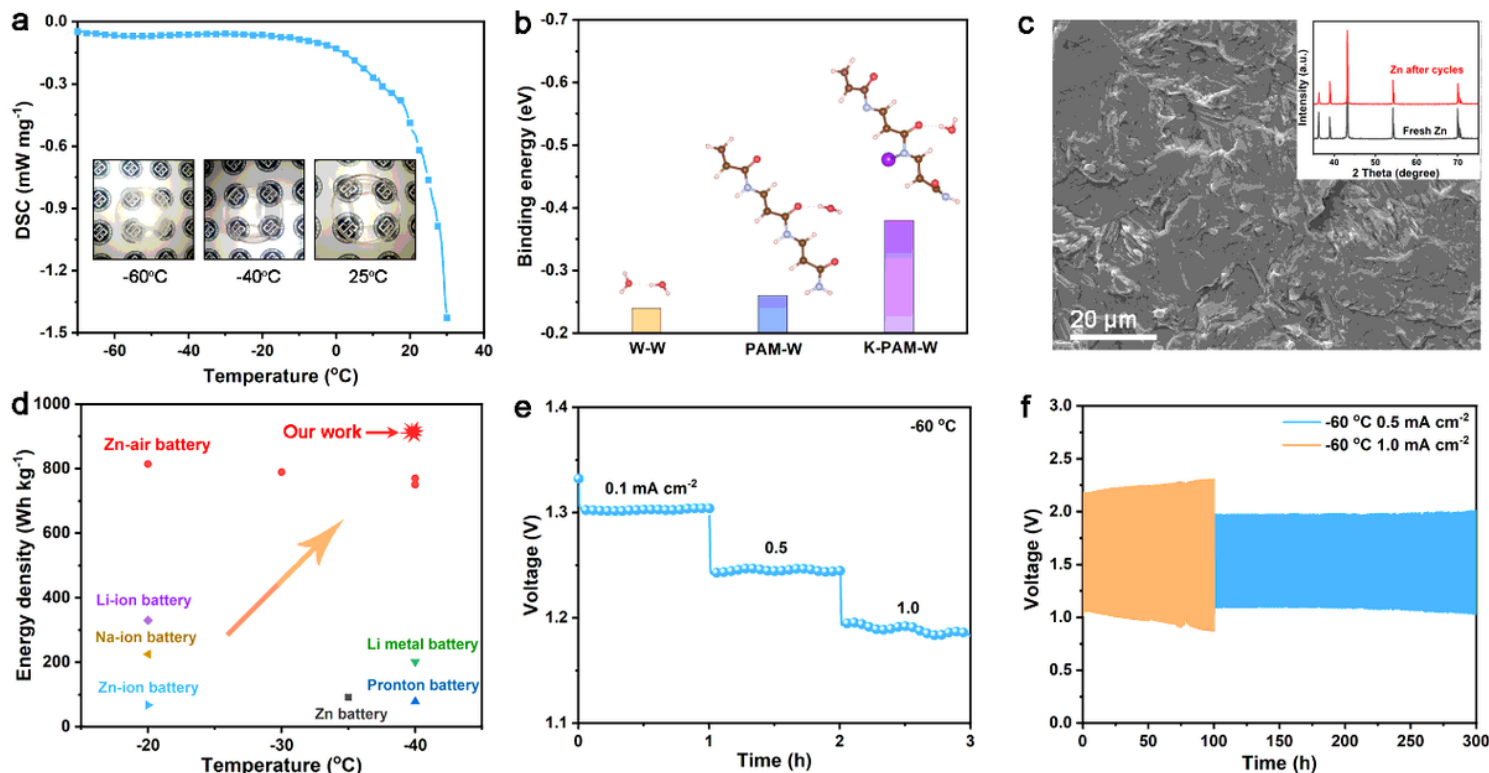 a
0.0
-0.3
-0.6
-0.9
-1.2
-1.5
DSC (mW mg⁻¹)
-60°C
-40°C
25°C
-60
-40
-20
0
20
40
Temperature (°C)
b
-0.7
-0.6
-0.5
-0.4
-0.3
-0.2
Binding energy (eV)
W-W
PAM-W
K-PAM-W
c
20 μm
Intensity (a.u.)
Zn after cycles
Fresh Zn
40
50
60
70
2 Theta (degree)
d
1000
900
800
700
600
500
400
300
200
100
0
Energy density (Wh kg⁻¹)
Our work
Zn-air battery
Li-ion battery
Na-ion battery
Zn-ion battery
Li metal battery
Pronton battery
Zn battery
-20
-30
-40
Temperature (°C)
e
1.4
1.3
1.2
1.1
Voltage (V)
-60 °C
0.1 mA cm⁻²
0.5
1.0
0
1
2
3
Time (h)
f
3.0
2.5
2.0
1.5
1.0
0.5
0.0
Voltage (V)
-60 °C 0.5 mA cm⁻²
-60 °C 1.0 mA cm⁻²
0
50
100
150
200
250
300
Time (h)